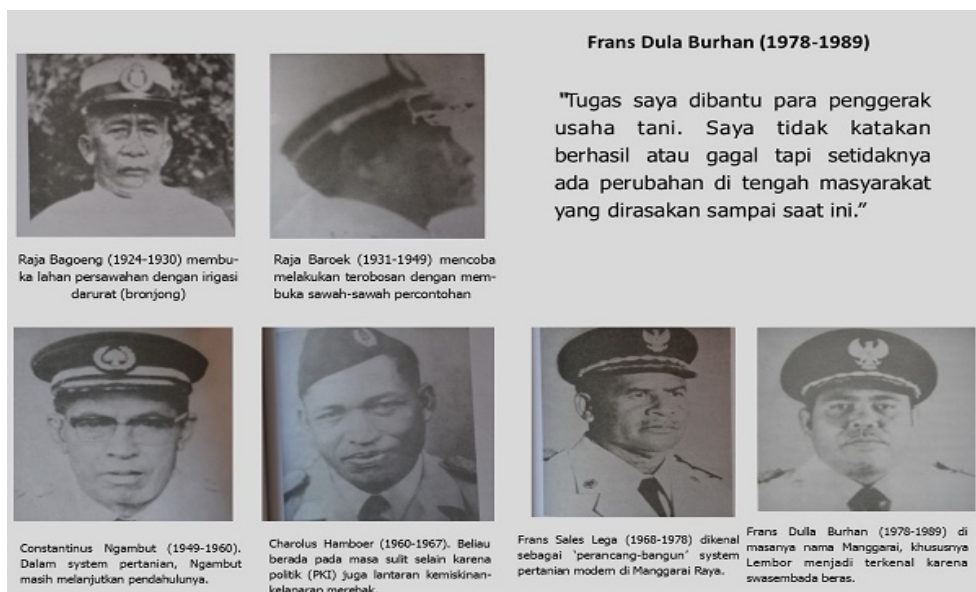 Frans Dula Burhan (1978-1989)
"Tugas saya dibantu para penggerak
usaha tani. Saya tidak katakan
berhasil atau gagal tapi setidaknya
ada perubahan di tengah masyarakat
yang dirasakan sampai saat ini.”
Raja Bagoeng (1924-1930) membu-
ka lahan persawahan dengan irigasi
darurat (bronjong)
Raja Baroek (1931-1949) mencoba
melakukan terobosan dengan mem-
buka sawah-sawah percontohan
Constantinus Ngambut (1949-1960).
Dalam system pertanian, Ngambut
masih melanjutkan pendahulunya.
Charolus Hamboer (1960-1967). Beliau
berada pada masa sulit selain karena
politik (PKI) juga lantaran kemiskinan-
kelaparan merebak.
Frans Sales Lega (1968-1978) dikenal
sebagai ‘perancang-bangun’ system
pertanian modern di Manggarai Raya.
Frans Dulla Burhan (1978-1989) di
masanya nama Manggarai, khususnya
Lembor menjadi terkenal karena
swasembada beras.